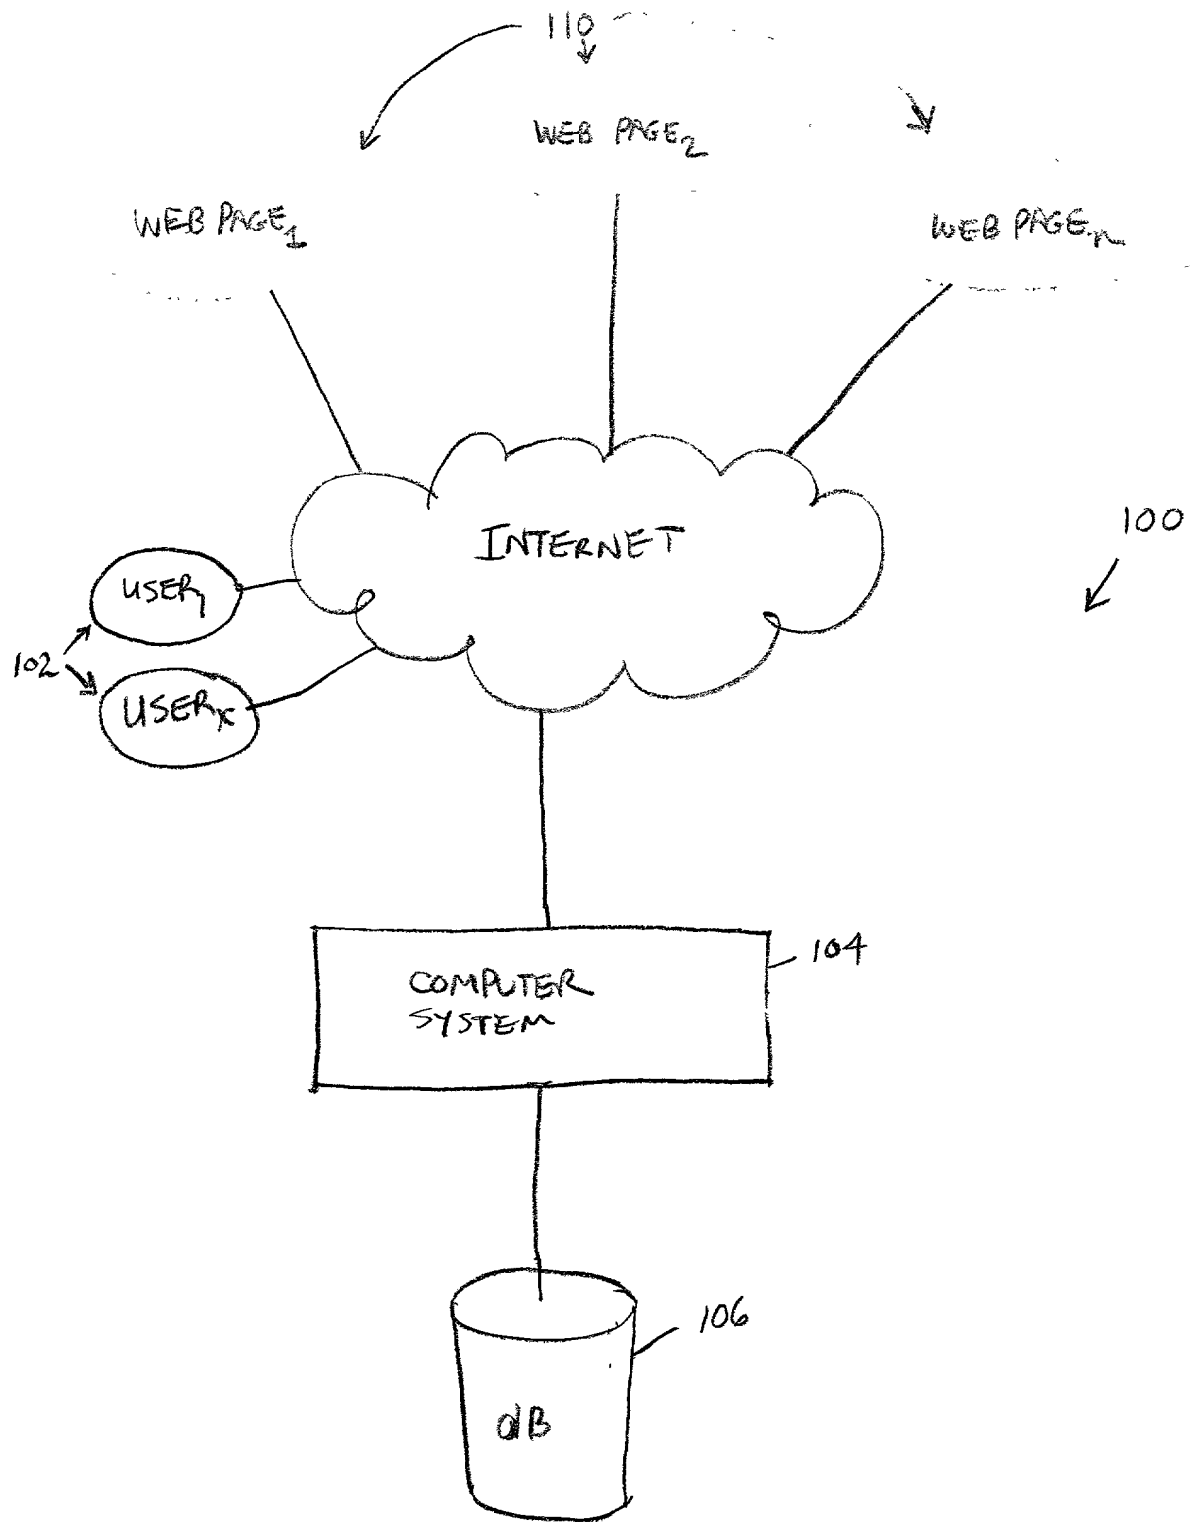 110
WEB PAGE2
WEB PAGE1
WEB PAGEn
INTERNET
100
USER1
102
USERx
104
COMPUTER
SYSTEM
106
dB